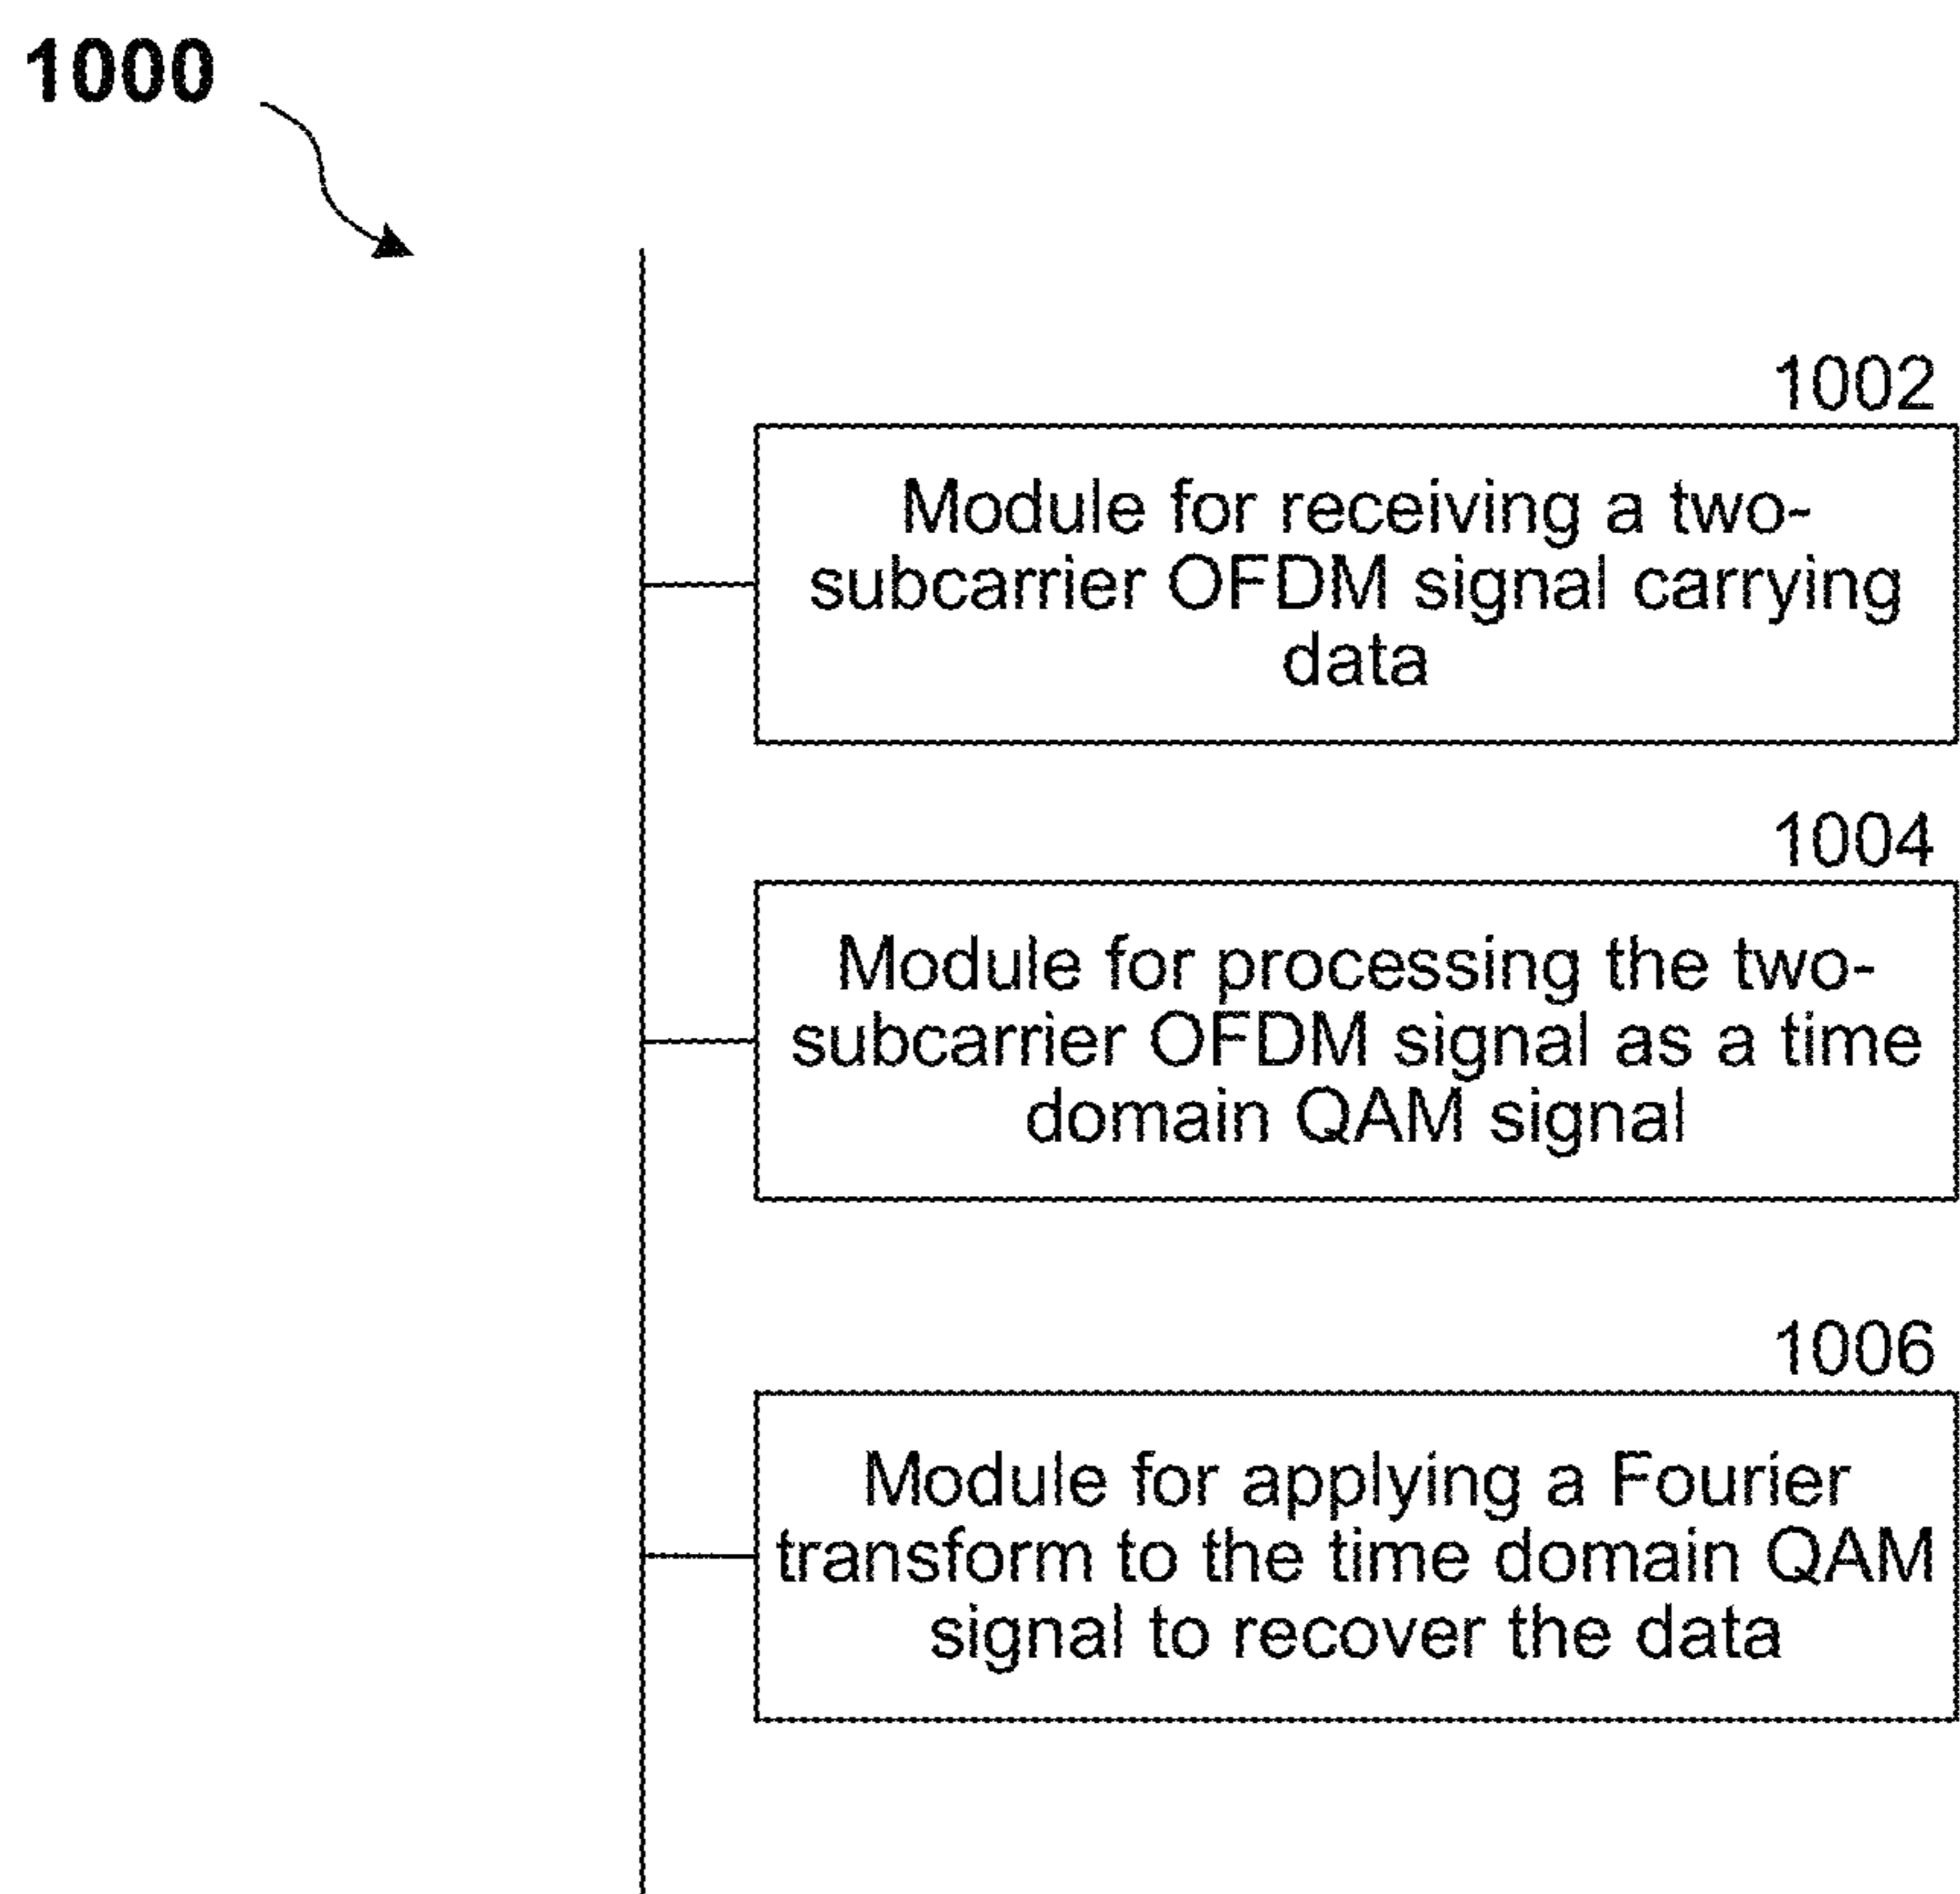 1000
1002
Module for receiving a two-
subcarrier OFDM signal carrying
data
1004
Module for processing the two-
subcarrier OFDM signal as a time
domain QAM signal
1006
Module for applying a Fourier
transform to the time domain QAM
signal to recover the data